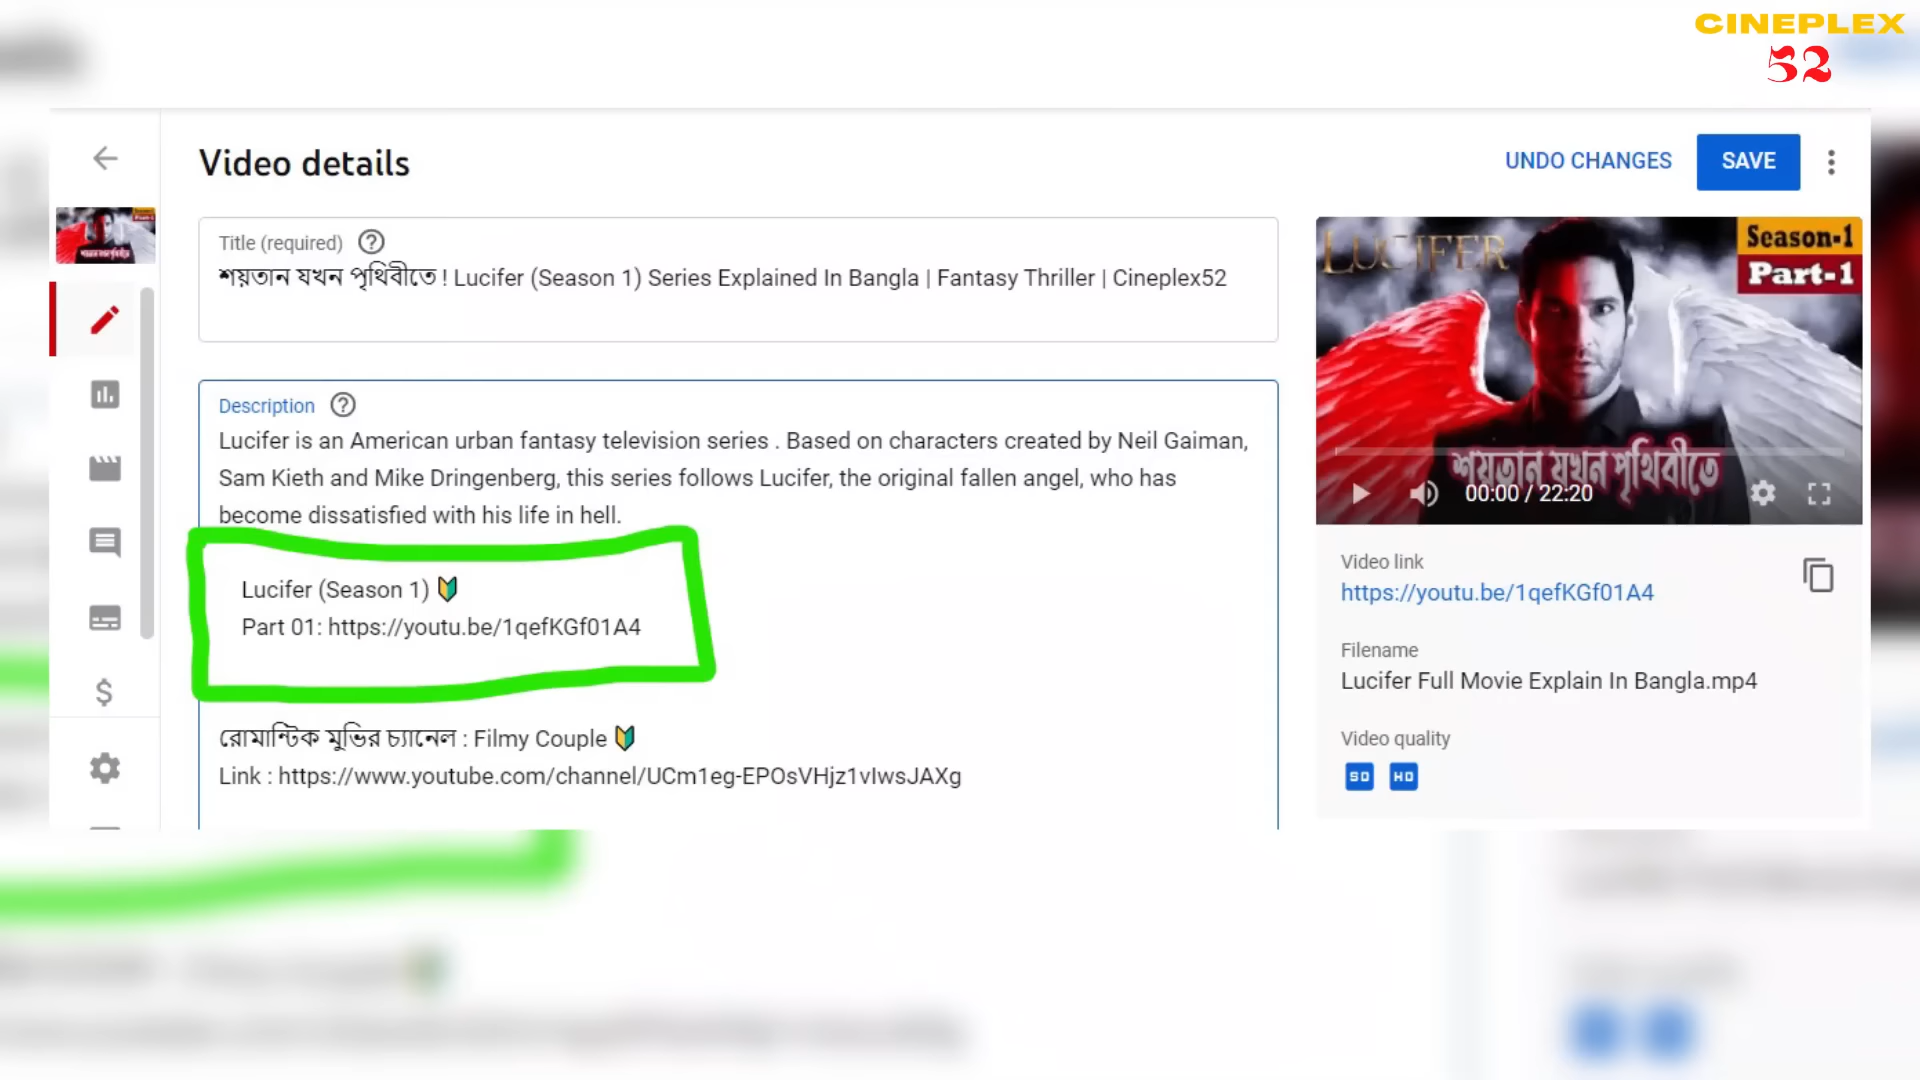 CINEPLEX
52
Video details
UNDO CHANGES
SAVE
Title (required)
শয়তান যখন পৃথিবীতে ! Lucifer (Season 1) Series Explained In Bangla | Fantasy Thriller | Cineplex52
Description
Lucifer is an American urban fantasy television series . Based on characters created by Neil Gaiman,
Sam Kieth and Mike Dringenberg, this series follows Lucifer, the original fallen angel, who has
become dissatisfied with his life in hell.
Lucifer (Season 1) 🔰
Part 01: https://youtu.be/1qefKGf01A4
রোমান্টিক মুভির চ্যানেল : Filmy Couple 🔰
Link : https://www.youtube.com/channel/UCm1eg-EPOsVHjz1vIwsJAXg
LUCIFER
Season-1
Part-1
শয়তান যখন পৃথিবীতে
00:00 / 22:20
Video link
https://youtu.be/1qefKGf01A4
Filename
Lucifer Full Movie Explain In Bangla.mp4
Video quality
SD HD